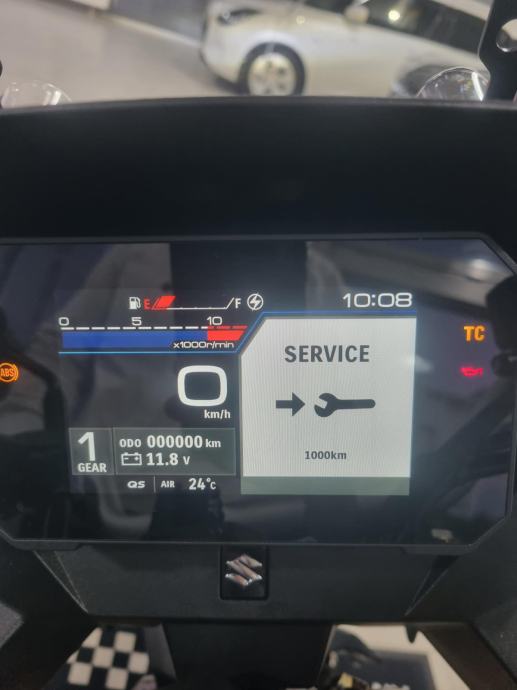 E F 10:08
0 5 10
x1000r/min
TC
ABS
0
km/h
SERVICE
1000km
1
GEAR
ODO 000000 km
11.8 V
QS AIR 24°C